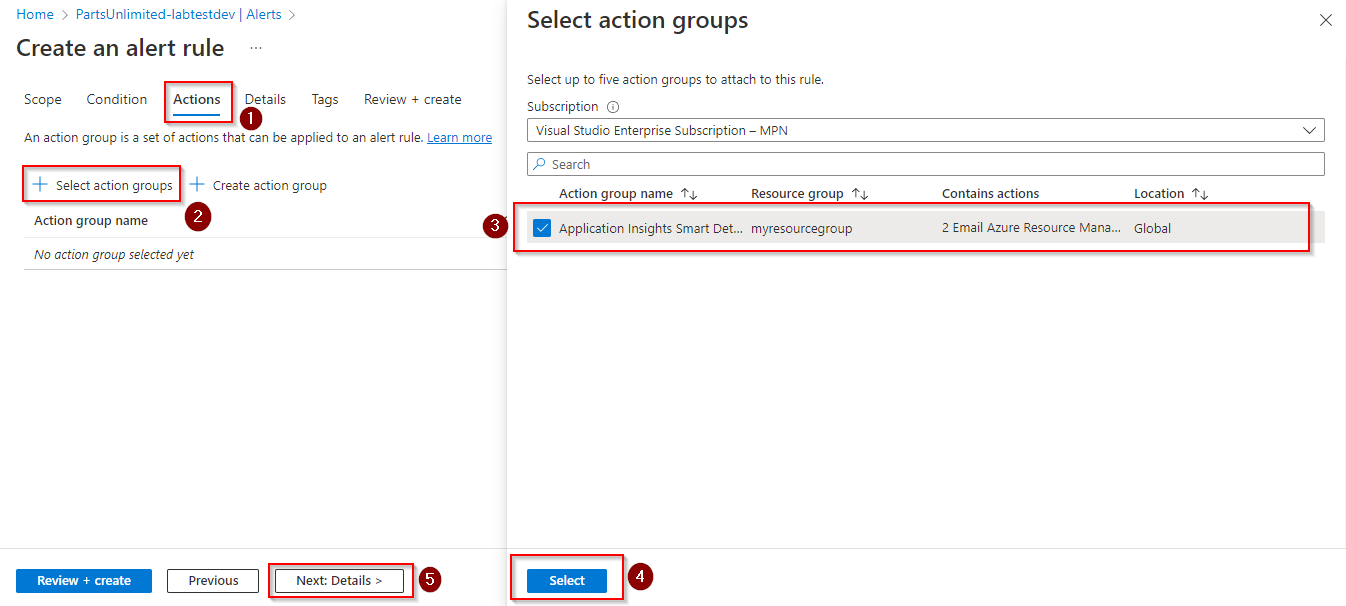 Home > PartsUnlimited-labtestdev | Alerts >
Create an alert rule ...
Scope Condition Actions Details Tags Review + create
1
An action group is a set of actions that can be applied to an alert rule. Learn more
+ Select action groups + Create action group
2
Action group name
No action group selected yet
Review + create Previous Next: Details >
5
Select action groups
Select up to five action groups to attach to this rule.
Subscription
Visual Studio Enterprise Subscription – MPN
Search
Action group name ↑↓ Resource group ↑↓ Contains actions Location ↑↓
3
Application Insights Smart Det... myresourcegroup 2 Email Azure Resource Mana... Global
Select
4